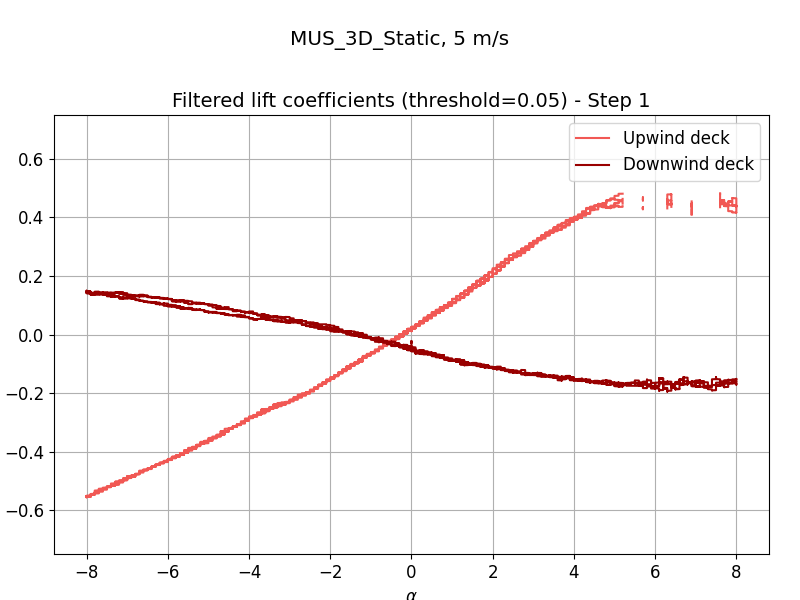 MUS_3D_Static, 5 m/s
Filtered lift coefficients (threshold=0.05) - Step 1
Upwind deck
Downwind deck
0.6
0.4
0.2
0.0
−0.2
−0.4
−0.6
−8 −6 −4 −2 0 2 4 6 8
α